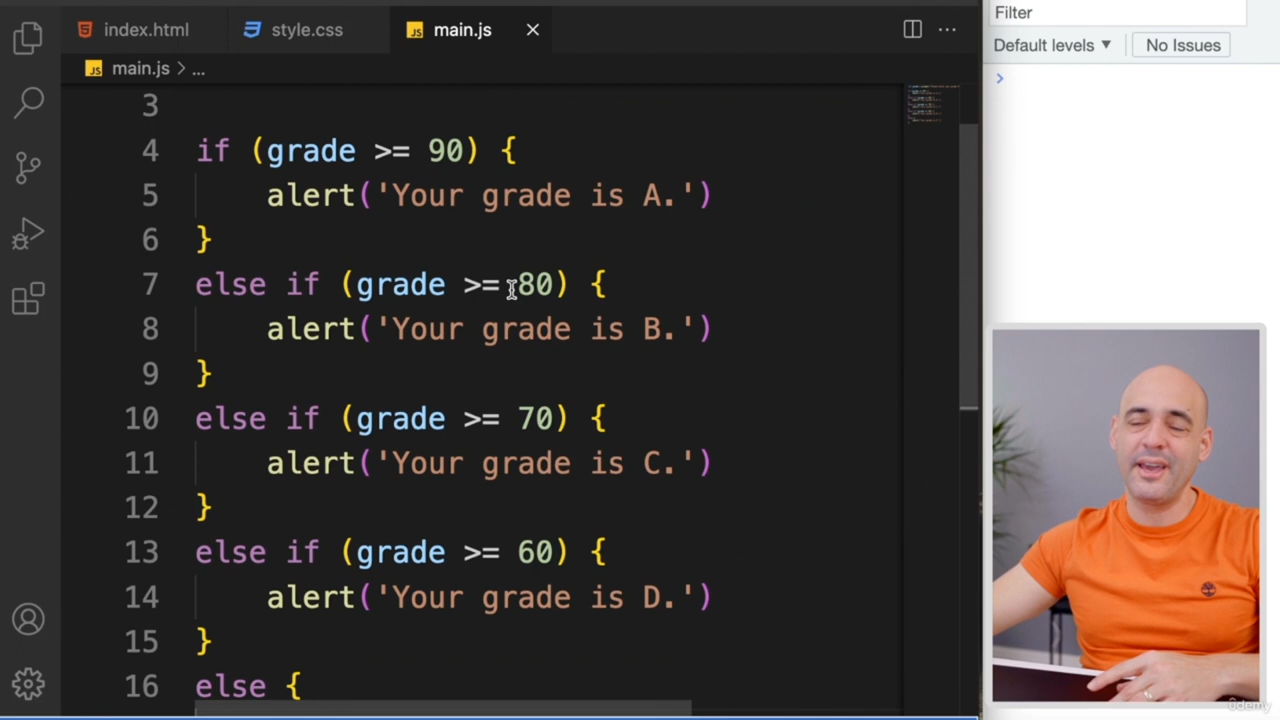 index.html
style.css
main.js
main.js > ...
3
4 if (grade >= 90) {
5 alert('Your grade is A.')
6 }
7 else if (grade >= 80) {
8 alert('Your grade is B.')
9 }
10 else if (grade >= 70) {
11 alert('Your grade is C.')
12 }
13 else if (grade >= 60) {
14 alert('Your grade is D.')
15 }
16 else {
Filter
Default levels ▼
No Issues
>
ûdemy